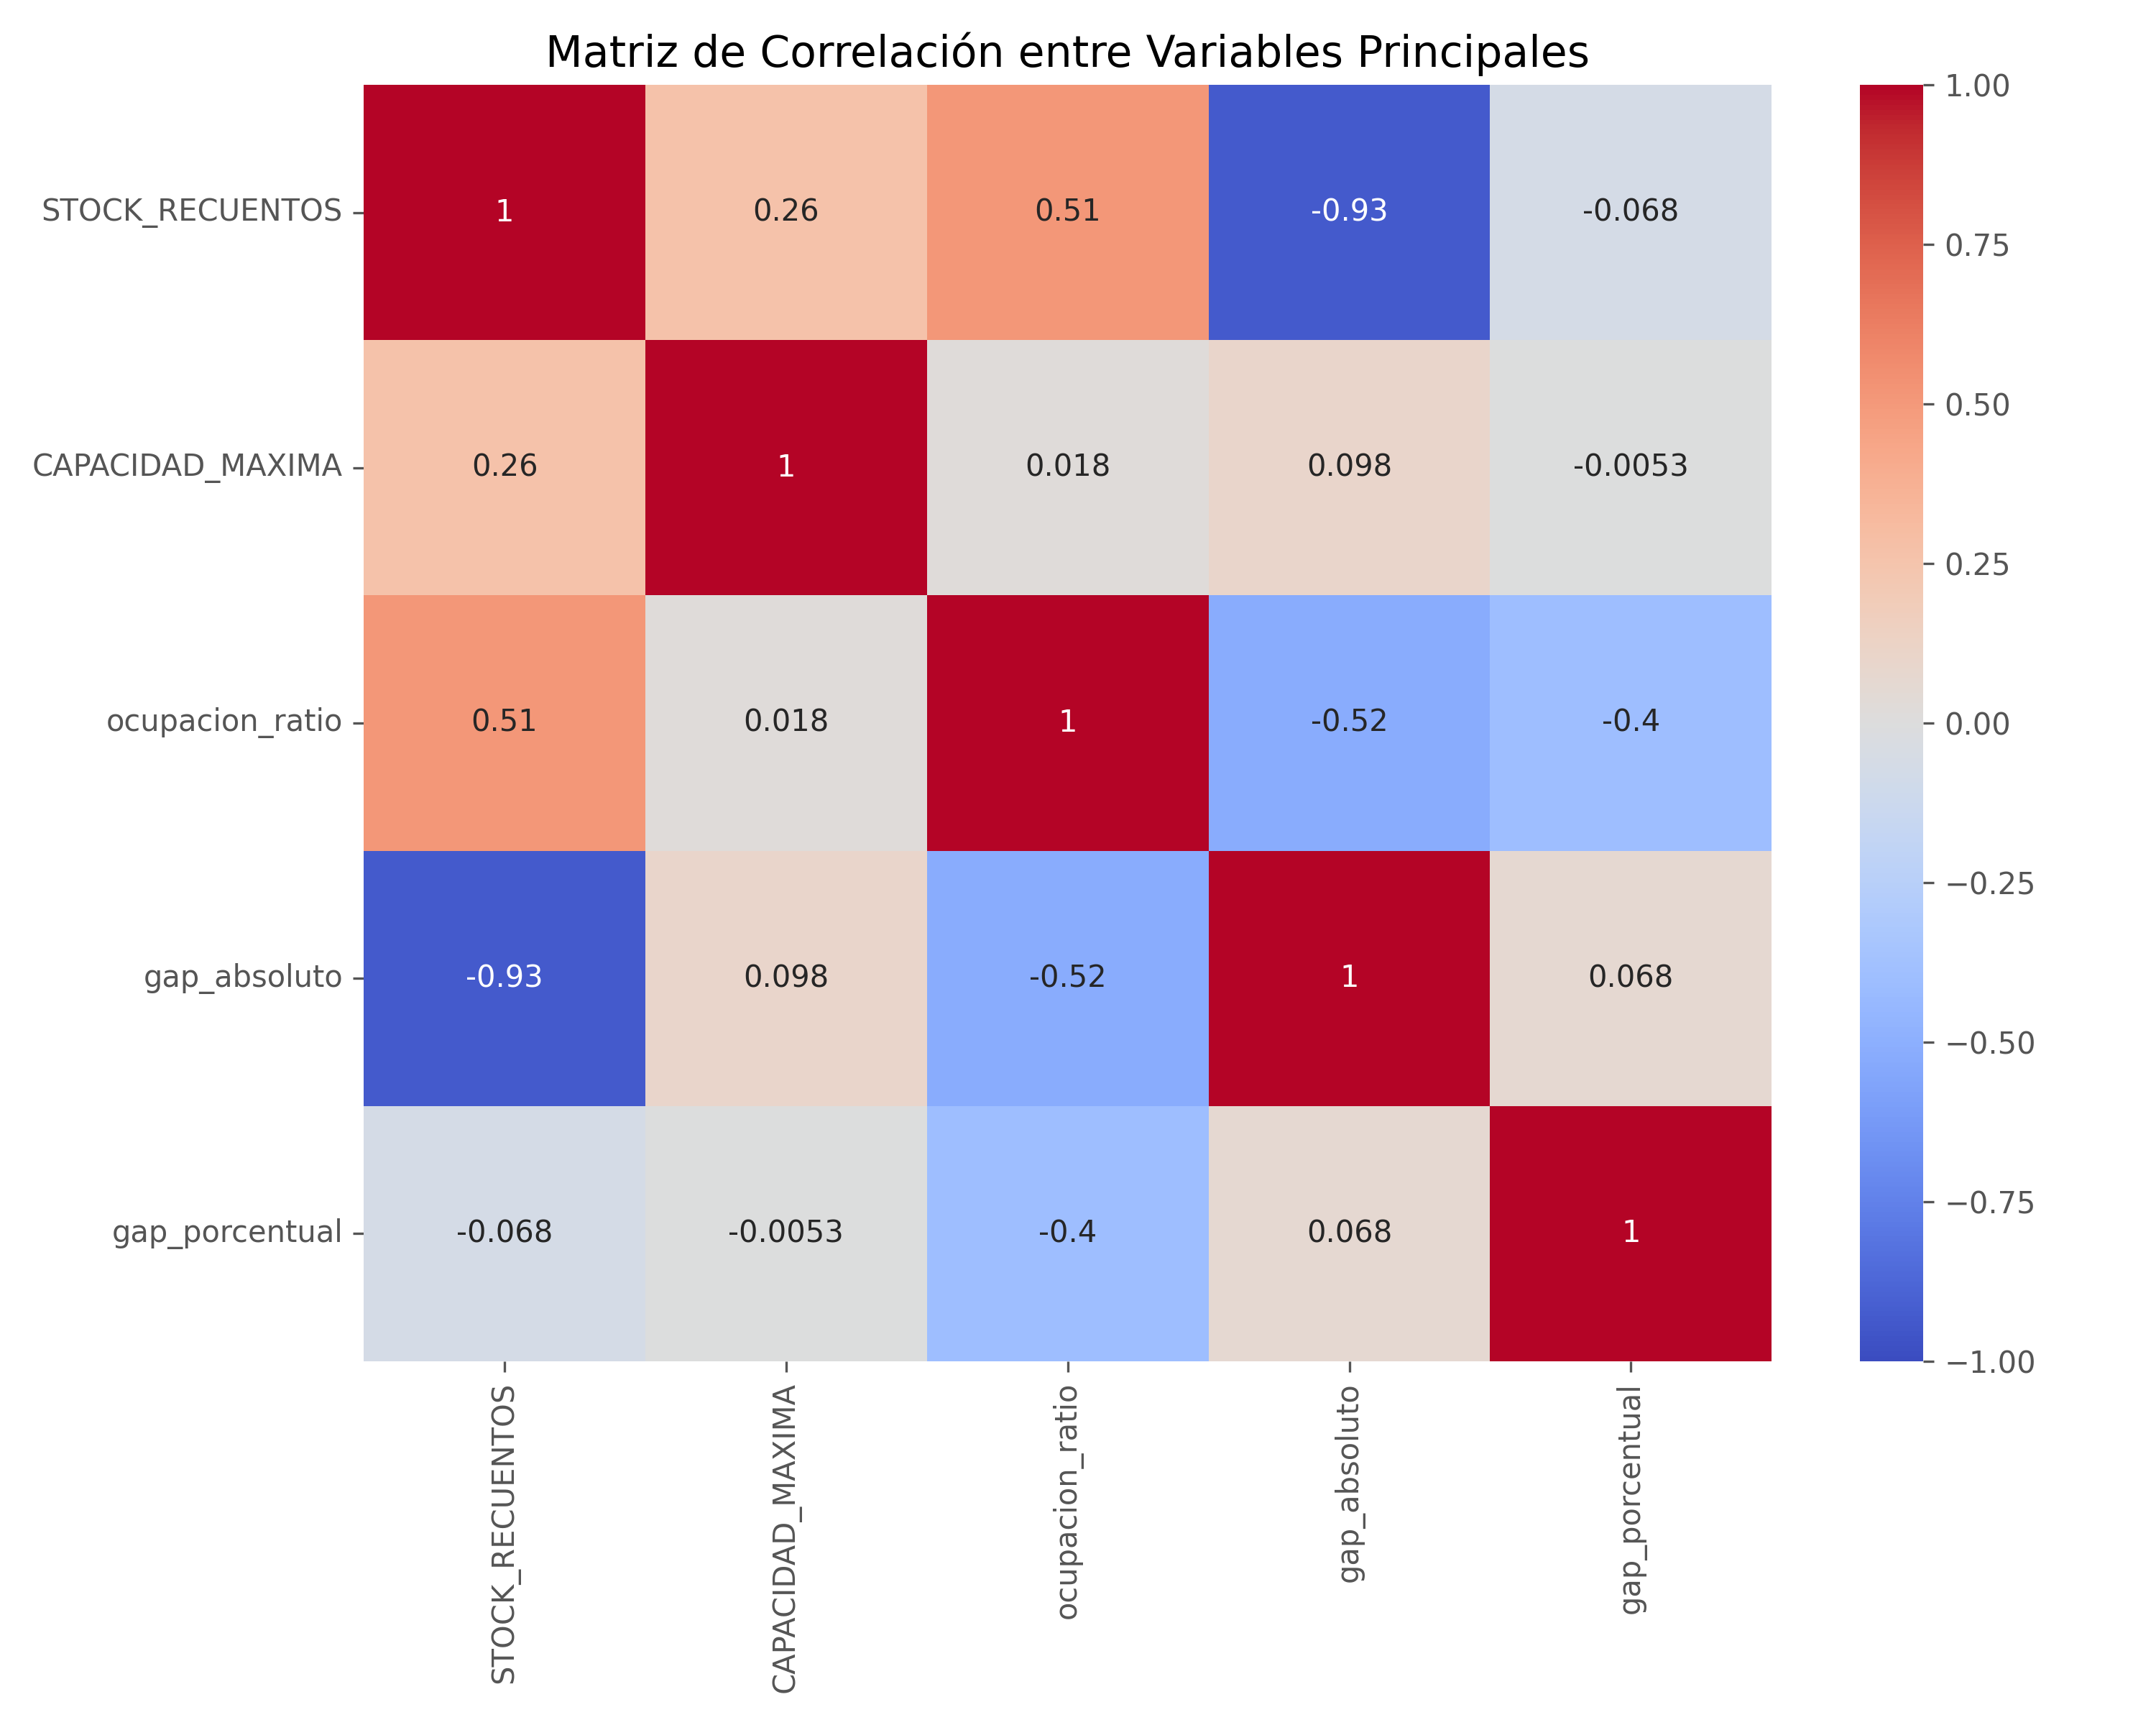 Matriz de Correlación entre Variables Principales
STOCK_RECUENTOS 1 0.26 0.51 -0.93 -0.068
CAPACIDAD_MAXIMA 0.26 1 0.018 0.098 -0.0053
ocupacion_ratio 0.51 0.018 1 -0.52 -0.4
gap_absoluto -0.93 0.098 -0.52 1 0.068
gap_porcentual -0.068 -0.0053 -0.4 0.068 1
STOCK_RECUENTOS
CAPACIDAD_MAXIMA
ocupacion_ratio
gap_absoluto
gap_porcentual
1.00
0.75
0.50
0.25
0.00
−0.25
−0.50
−0.75
−1.00